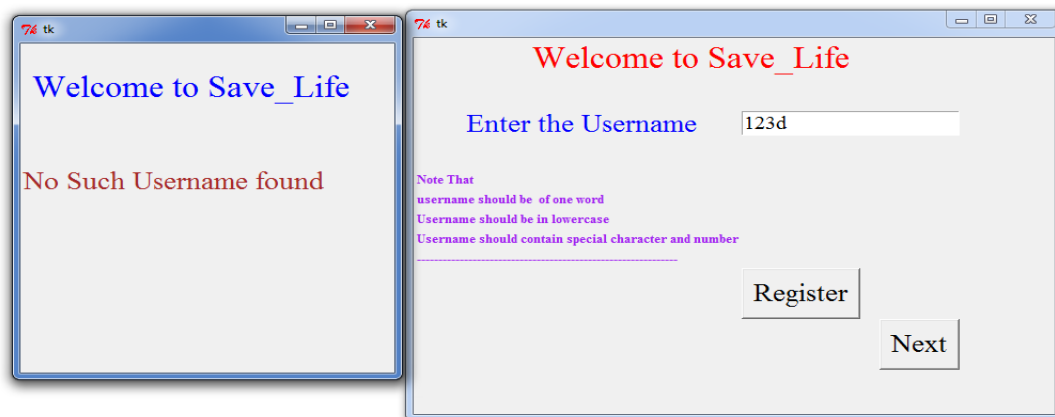 tk
Welcome to Save_Life
No Such Username found
tk
Welcome to Save_Life
Enter the Username 123d
Note That
username should be of one word
Username should be in lowercase
Username should contain special character and number
--------------------------------------------------------------
Register
Next